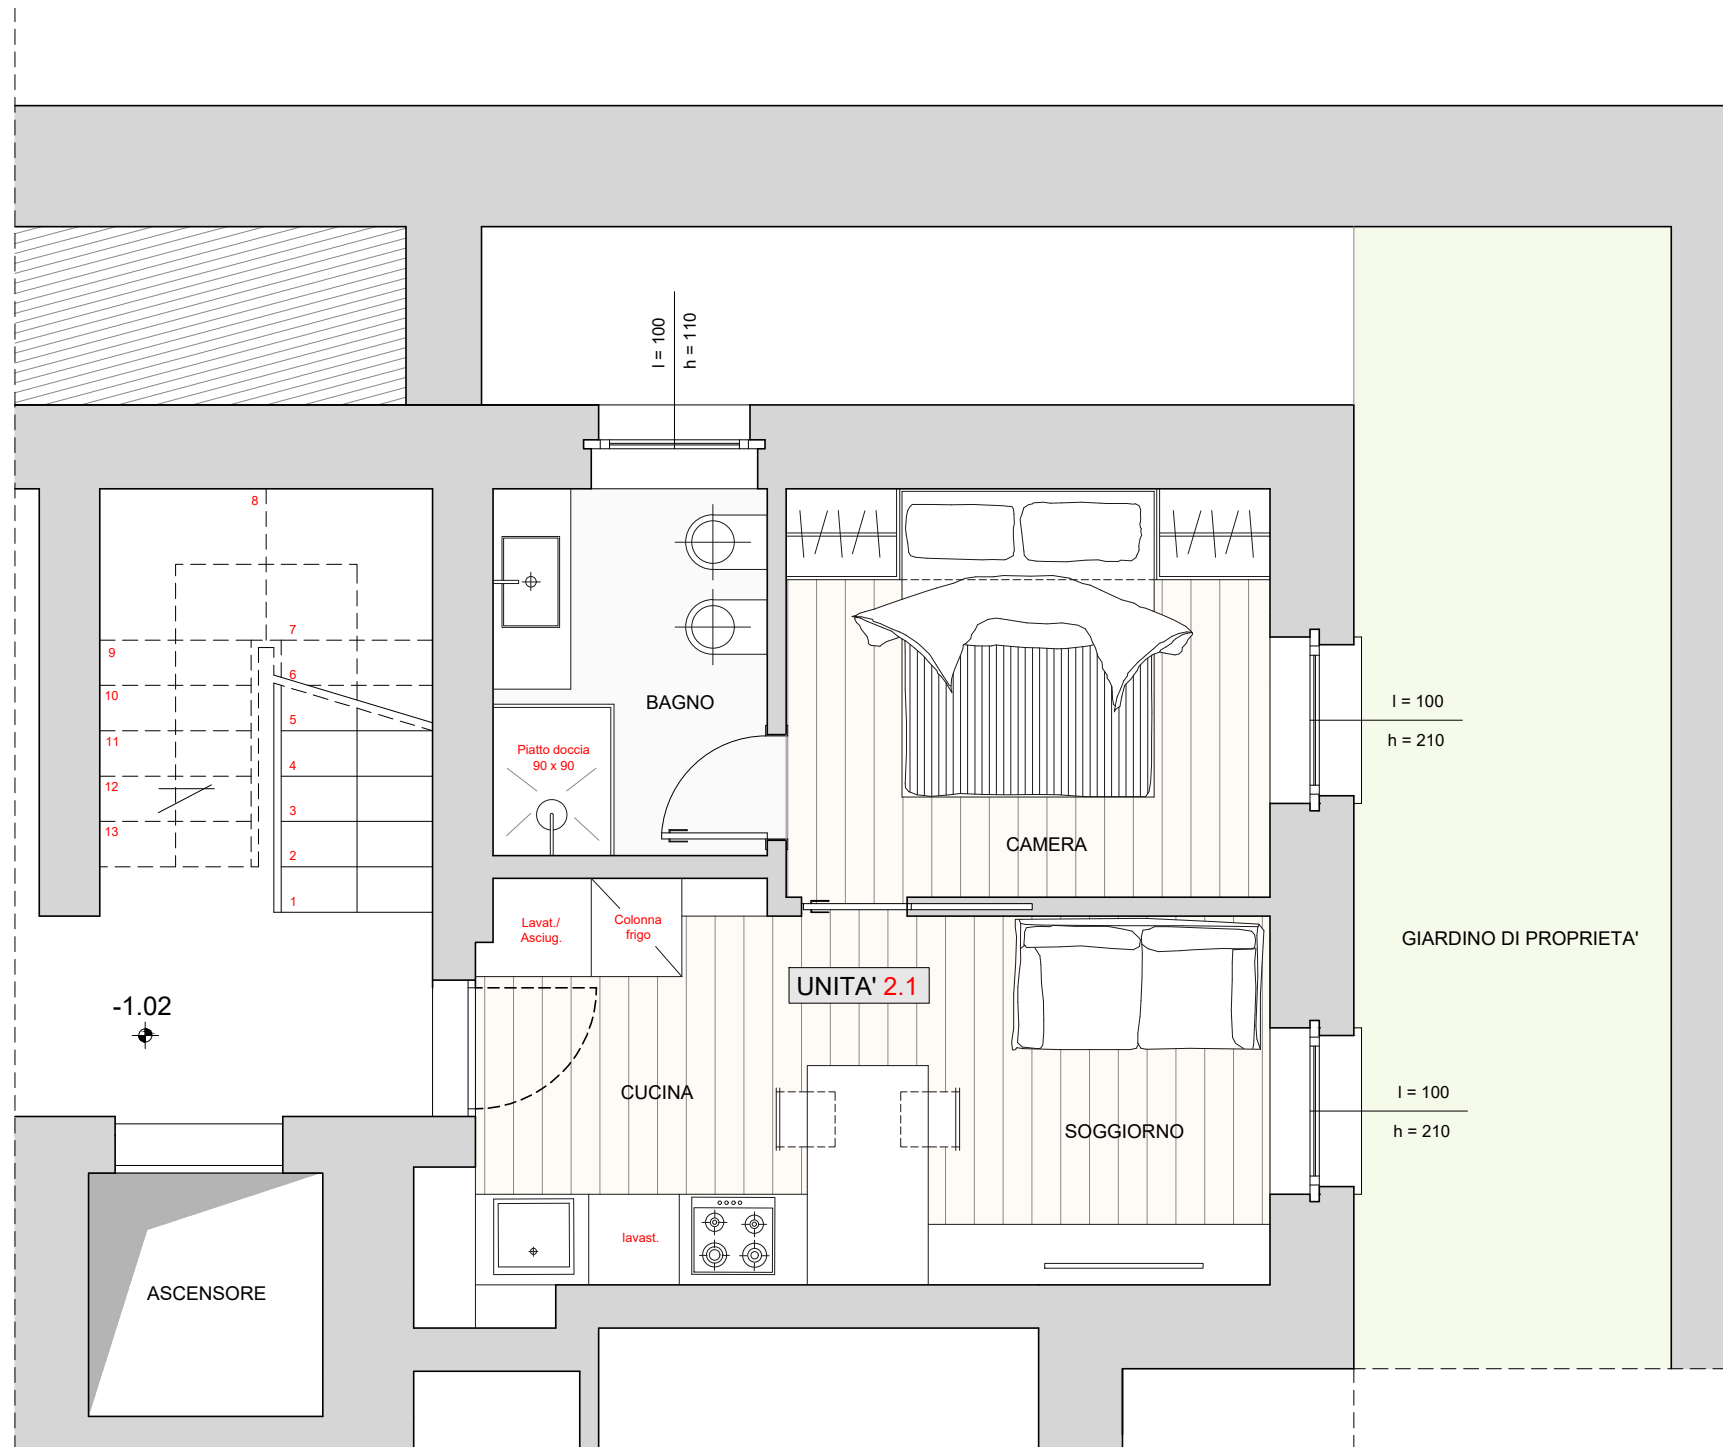 l = 100
h = 110
8
7
9
6
10
5
11
4
12
3
13
2
1
BAGNO
Piatto doccia
90 x 90
l = 100
h = 210
CAMERA
Lavat./
Asciug.
Colonna
frigo
GIARDINO DI PROPRIETA'
UNITA' 2.1
-1.02
CUCINA
SOGGIORNO
l = 100
h = 210
lavast.
ASCENSORE